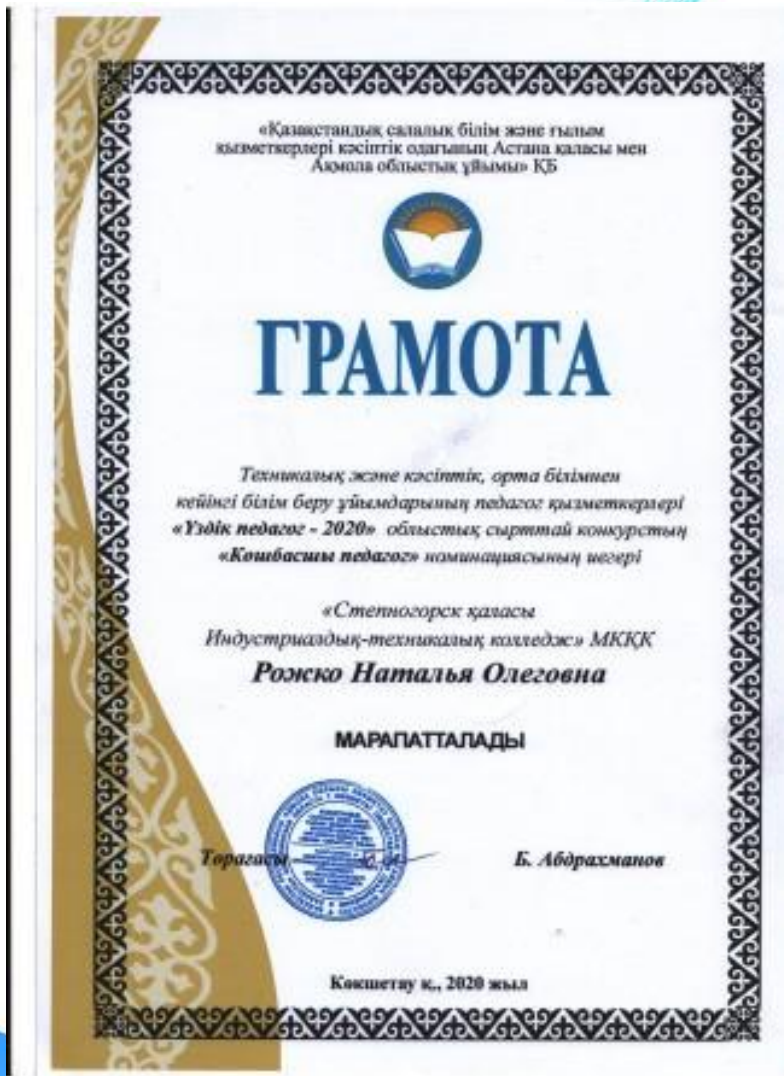 «Қазақстандық салалық білім және ғылым
қызметкерлері кәсіптік одағының Астана қаласы мен
Ақмола облыстық ұйымы» ҚБ
ГРАМОТА
Техникалық және кәсіптік, орта білімнен
кейінгі білім беру ұйымдарының педагог қызметкерлері
«Үздік педагог - 2020» облыстық сырттай конкурстың
«Көшбасшы педагог» номинациясының иегері
«Степногорск қаласы
Индустриалдық-техникалық колледж» МКҚК
Рожко Наталья Олеговна
МАРАПАТТАЛАДЫ
Төрағасы Б. Абдрахманов
Көкшетау қ., 2020 жыл